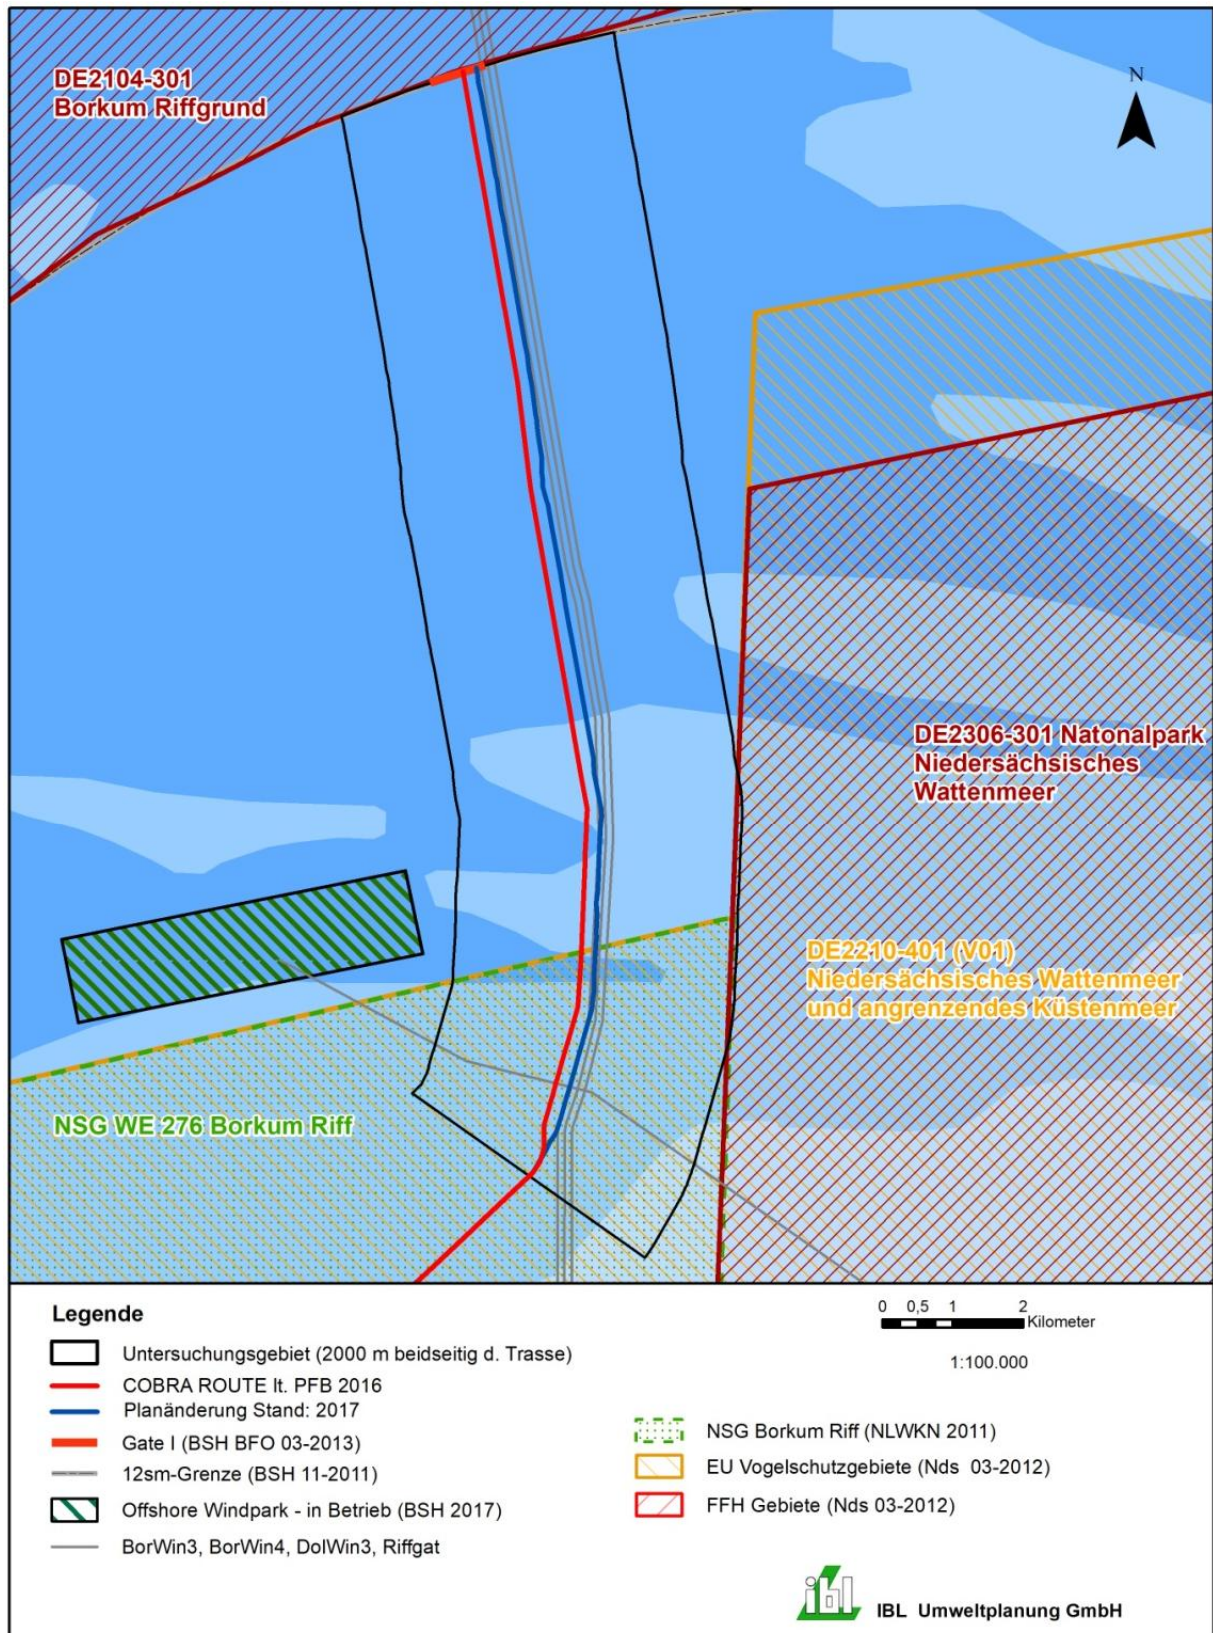 DE2104-301
Borkum Riffgrund
N
DE2306-301 Natonalpark
Niedersächsisches
Wattenmeer
DE2210-401 (V01)
Niedersächsisches Wattenmeer
und angrenzendes Küstenmeer
NSG WE 276 Borkum Riff
Legende
Untersuchungsgebiet (2000 m beidseitig d. Trasse)
COBRA ROUTE lt. PFB 2016
Planänderung Stand: 2017
Gate I (BSH BFO 03-2013)
12sm-Grenze (BSH 11-2011)
Offshore Windpark - in Betrieb (BSH 2017)
BorWin3, BorWin4, DolWin3, Riffgat
0 0,5 1 2
Kilometer
1:100.000
NSG Borkum Riff (NLWKN 2011)
EU Vogelschutzgebiete (Nds 03-2012)
FFH Gebiete (Nds 03-2012)
ibl IBL Umweltplanung GmbH